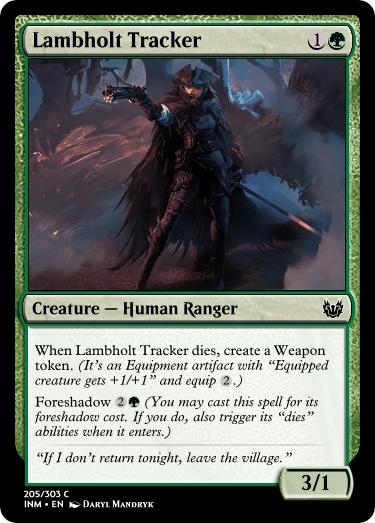 Lambholt Tracker 1
Creature — Human Ranger
When Lambholt Tracker dies, create a Weapon
token. (It's an Equipment artifact with “Equipped
creature gets +1/+1” and equip 2.)
Foreshadow 2 (You may cast this spell for its
foreshadow cost. If you do, also trigger its “dies”
abilities when it enters.)
“If I don't return tonight, leave the village.”
3/1
205/303 C
INM • EN Daryl Mandryk